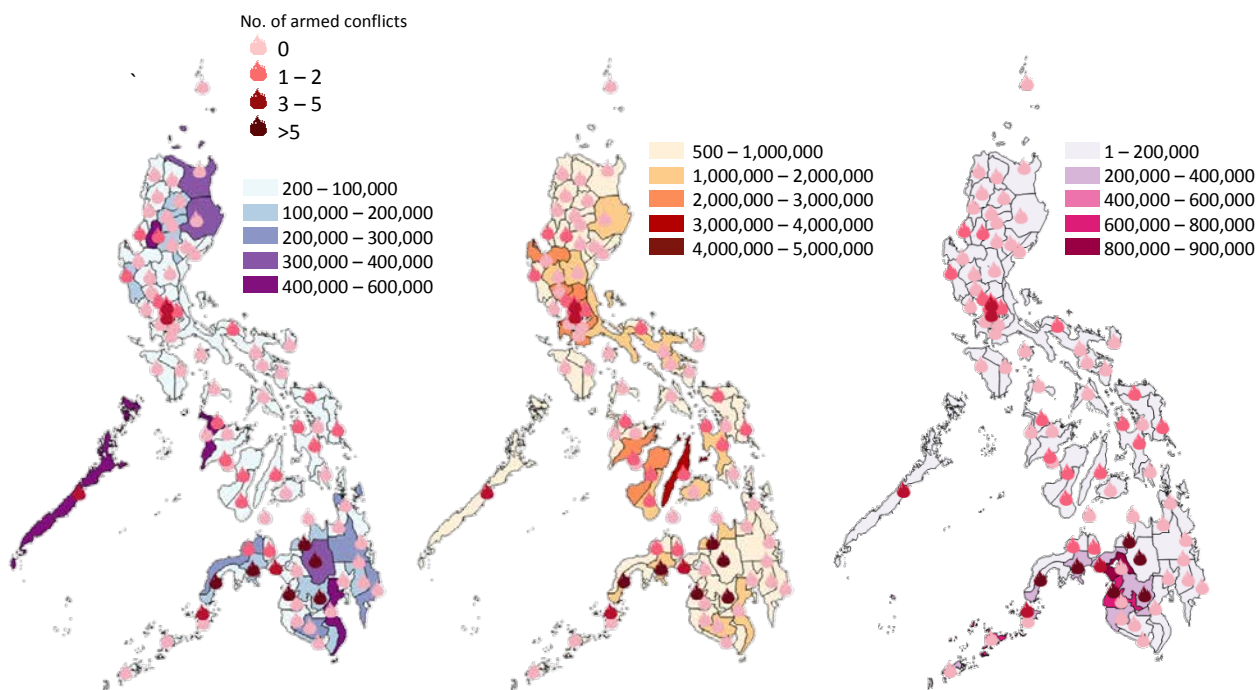 No. of armed conflicts
0
1 – 2
3 – 5
>5
200 – 100,000
100,000 – 200,000
200,000 – 300,000
300,000 – 400,000
400,000 – 600,000
500 – 1,000,000
1,000,000 – 2,000,000
2,000,000 – 3,000,000
3,000,000 – 4,000,000
4,000,000 – 5,000,000
1 – 200,000
200,000 – 400,000
400,000 – 600,000
600,000 – 800,000
800,000 – 900,000